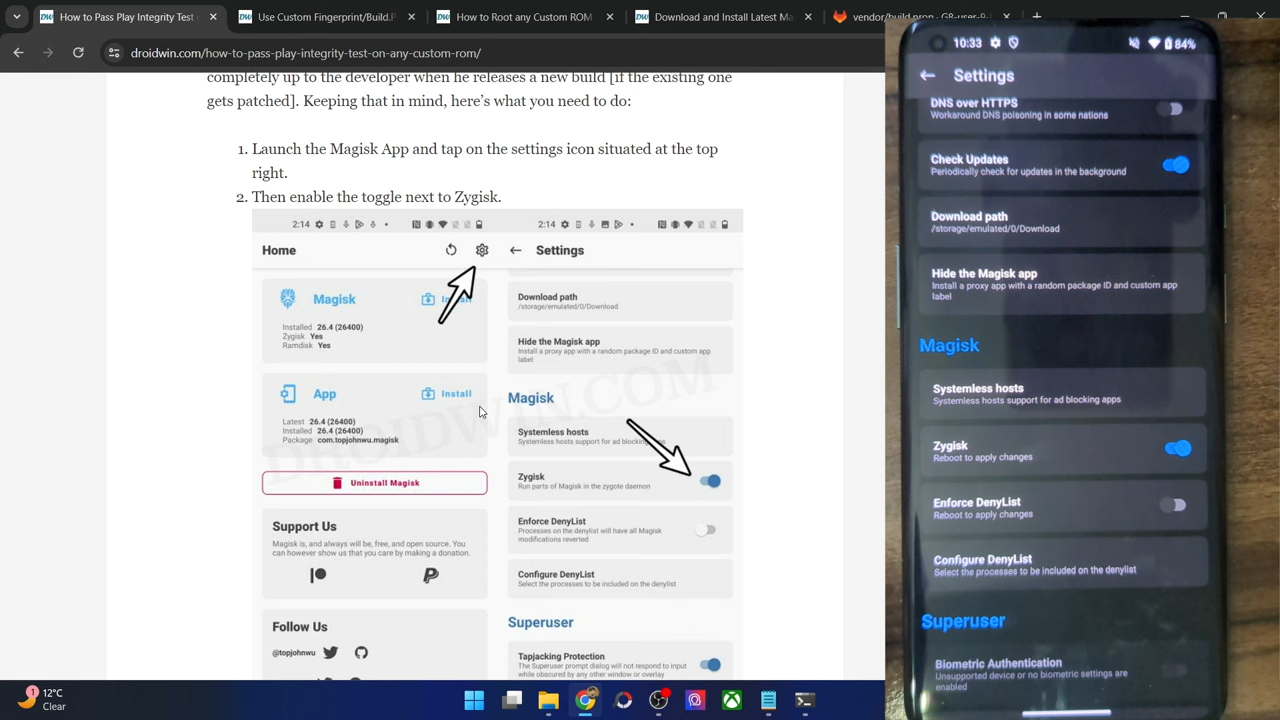 How to Pass Play Integrity Test
Use Custom Fingerprint/Build.P
How to Root any Custom ROM
Download and Install Latest Ma
vendor/build.prop · G8-user-9-
droidwin.com/how-to-pass-play-integrity-test-on-any-custom-rom/
completely up to the developer when he releases a new build [if the existing one
gets patched]. Keeping that in mind, here's what you need to do:
1. Launch the Magisk App and tap on the settings icon situated at the top
right.
2. Then enable the toggle next to Zygisk.
2:14
Home
Magisk
Install
Installed 26.4 (26400)
Zygisk Yes
Ramdisk Yes
App
Install
Latest 26.4 (26400)
Installed 26.4 (26400)
Package com.topjohnwu.magisk
Uninstall Magisk
Support Us
Magisk is, and always will be, free, and open source. You
can however show us that you care by making a donation.
Follow Us
@topjohnwu
2:14
Settings
Download path
/storage/emulated/0/Download
Hide the Magisk app
Install a proxy app with a random package ID and custom app
label
Magisk
Systemless hosts
Systemless hosts support for ad blocking apps
Zygisk
Run parts of Magisk in the zygote daemon
Enforce DenyList
Processes on the denylist will have all Magisk
modifications reverted
Configure DenyList
Select the processes to be included on the denylist
Superuser
Tapjacking Protection
The Superuser prompt dialog will not respond to input
while obscured by any other window or overlay
DROIDWIN.COM
10:33
84%
Settings
DNS over HTTPS
Workaround DNS poisoning in some nations
Check Updates
Periodically check for updates in the background
Download path
/storage/emulated/0/Download
Hide the Magisk app
Install a proxy app with a random package ID and custom app
label
Magisk
Systemless hosts
Systemless hosts support for ad blocking apps
Zygisk
Reboot to apply changes
Enforce DenyList
Reboot to apply changes
Configure DenyList
Select the processes to be included on the denylist
Superuser
Biometric Authentication
Unsupported device or no biometric settings are
enabled
1
12°C
Clear